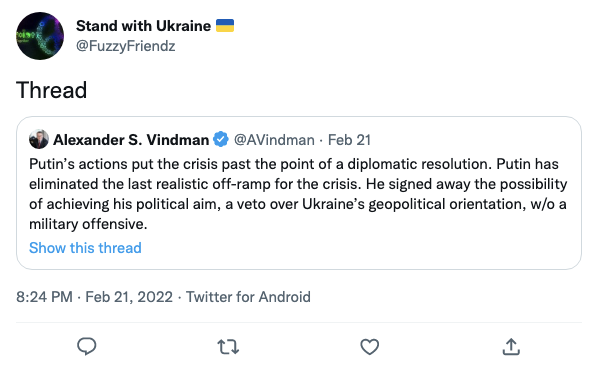 Stand with Ukraine 🇺🇦
@FuzzyFriendz
Thread
Alexander S. Vindman @AVindman · Feb 21
Putin’s actions put the crisis past the point of a diplomatic resolution. Putin has
eliminated the last realistic off-ramp for the crisis. He signed away the possibility
of achieving his political aim, a veto over Ukraine’s geopolitical orientation, w/o a
military offensive.
Show this thread
8:24 PM · Feb 21, 2022 · Twitter for Android